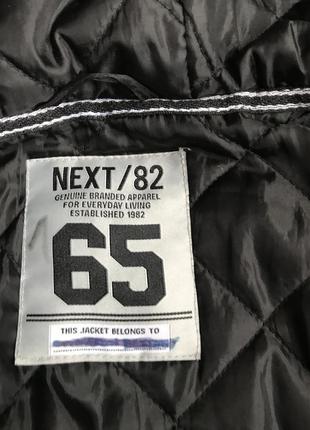 NEXT/82
GENUINE BRANDED APPAREL
FOR EVERYDAY LIVING
ESTABLISHED 1982
65
THIS JACKET BELONGS TO